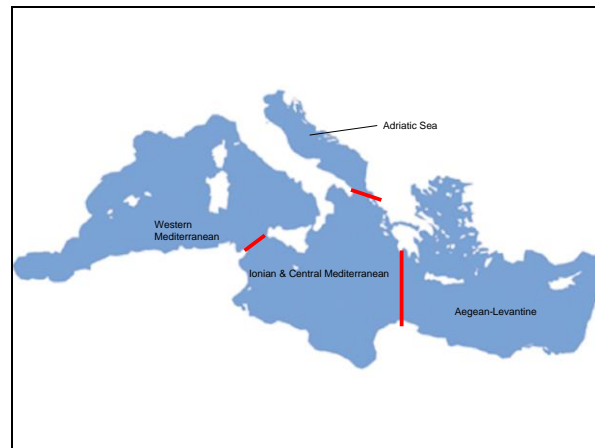 Adriatic Sea
Western
Mediterranean
Ionian & Central Mediterranean
Aegean-Levantine